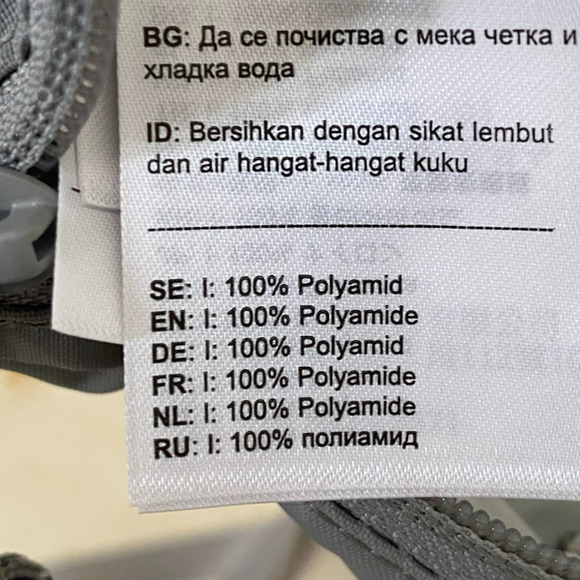 BG: Да се почиства с мека четка и
хладка вода
ID: Bersihkan dengan sikat lembut
dan air hangat-hangat kuku
SE: I: 100% Polyamid
EN: I: 100% Polyamide
DE: I: 100% Polyamid
FR: I: 100% Polyamide
NL: I: 100% Polyamide
RU: I: 100% полиамид